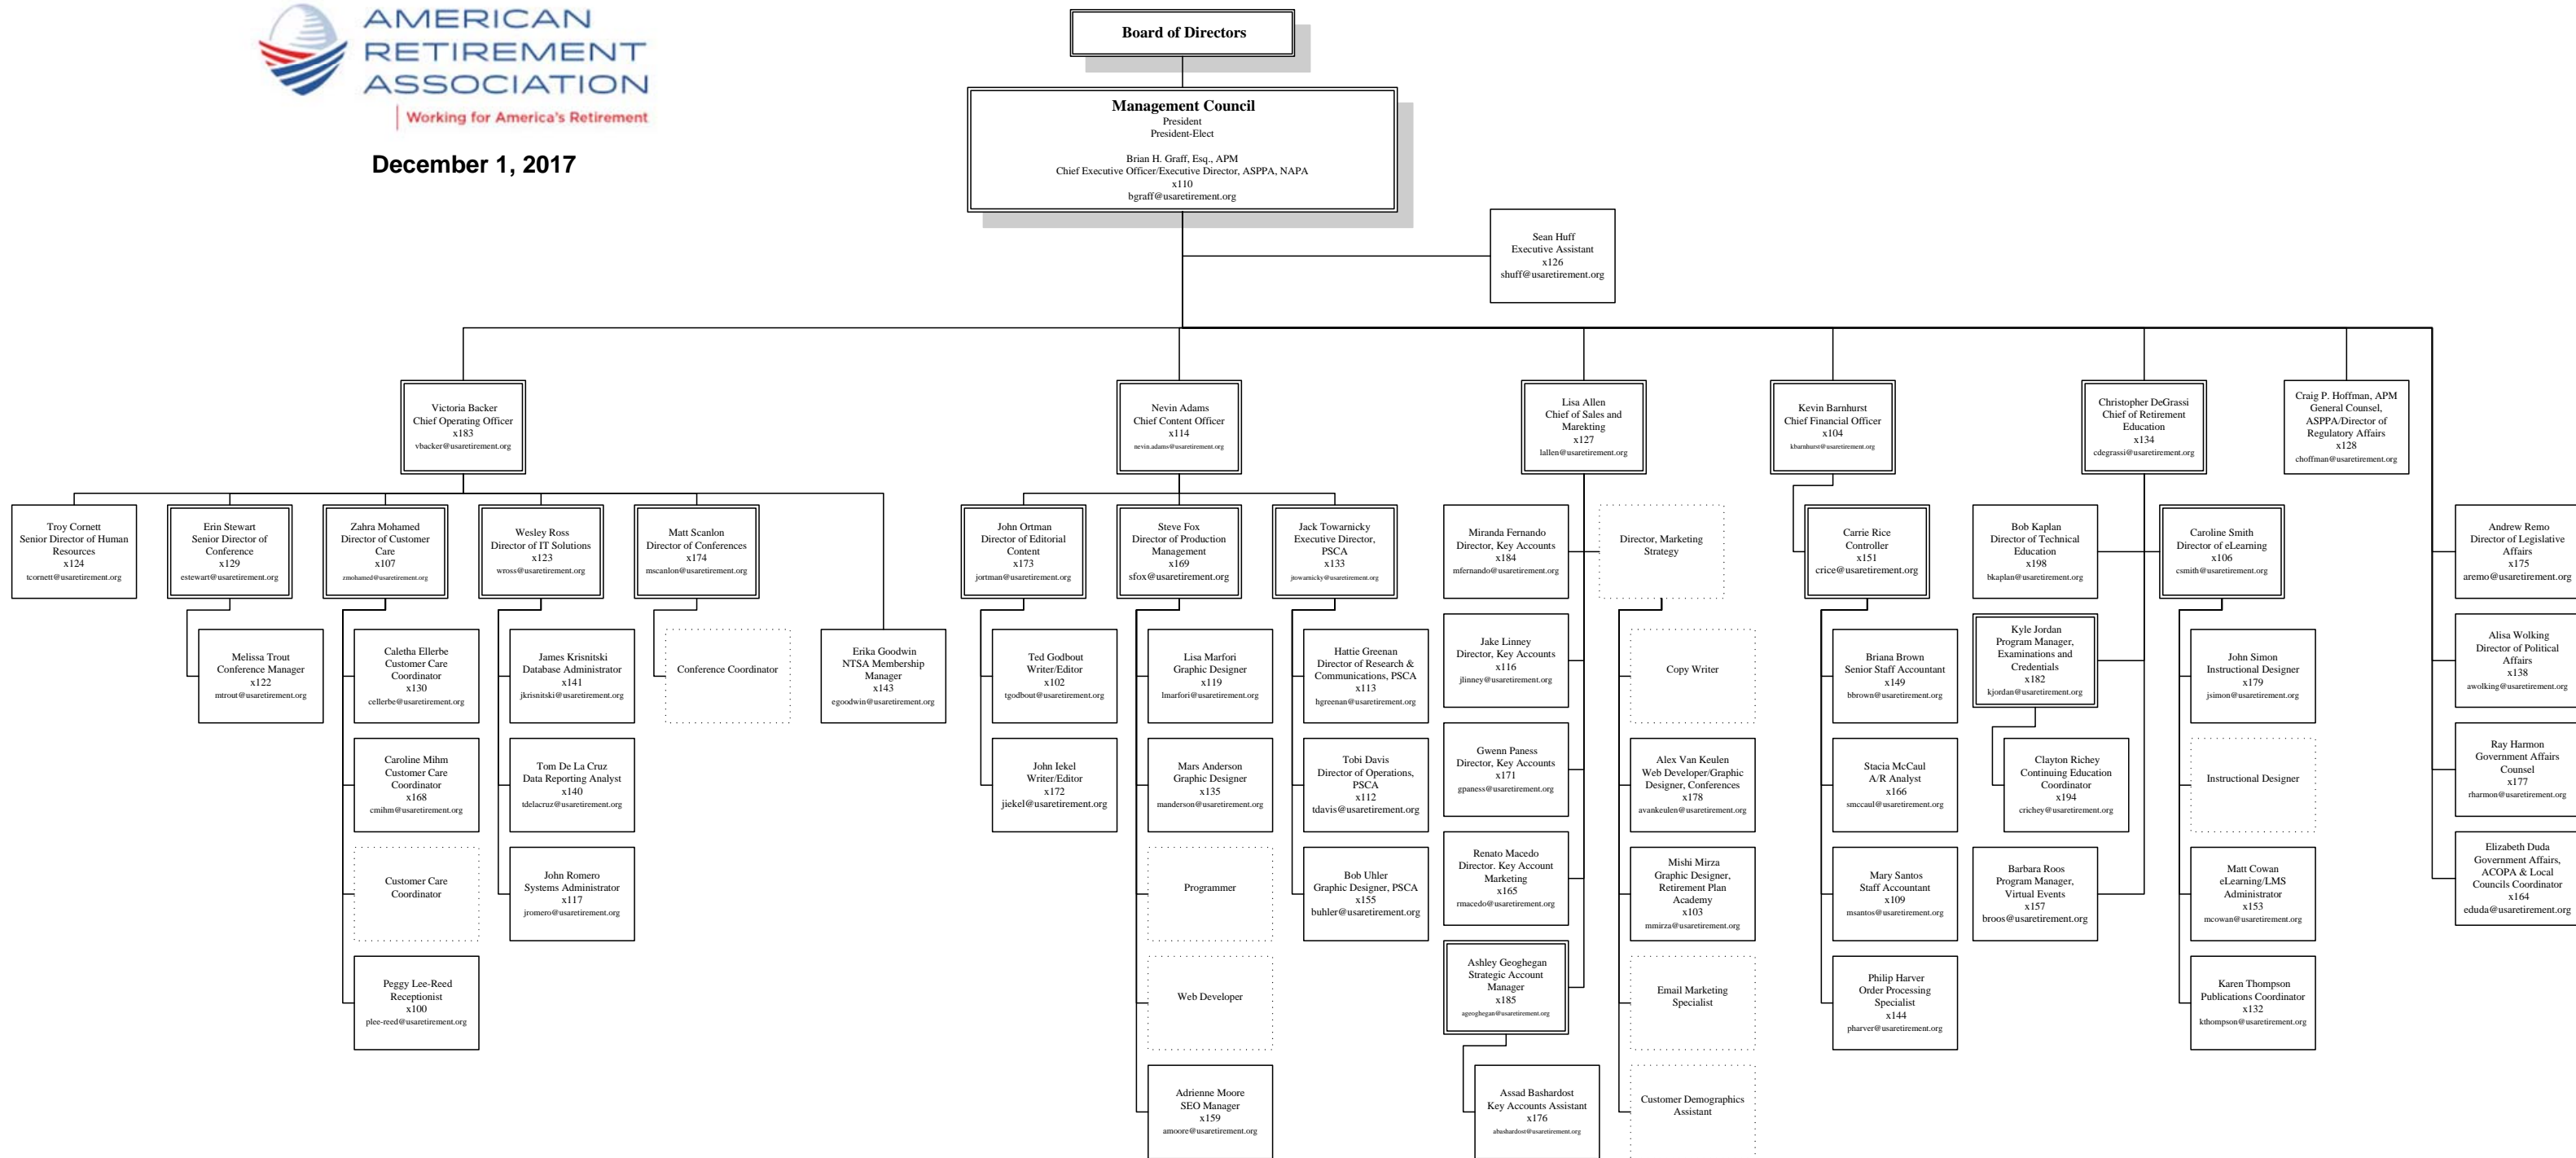 AMERICAN
RETIREMENT
ASSOCIATION
Working for America's Retirement
December 1, 2017
Board of Directors
Management Council
President
President-Elect
Brian H. Graff, Esq., APM
Chief Executive Officer/Executive Director, ASPPA, NAPA
x110
bgraff@usaretirement.org
Sean Huff
Executive Assistant
x126
shuff@usaretirement.org
Victoria Backer
Chief Operating Officer
x183
vbacker@usaretirement.org
Nevin Adams
Chief Content Officer
x114
nevin.adams@usaretirement.org
Lisa Allen
Chief of Sales and
Marekting
x127
lallen@usaretirement.org
Kevin Barnhurst
Chief Financial Officer
x104
kbarnhurst@usaretirement.org
Christopher DeGrassi
Chief of Retirement
Education
x134
cdegrassi@usaretirement.org
Craig P. Hoffman, APM
General Counsel,
ASPPA/Director of
Regulatory Affairs
x128
choffman@usaretirement.org
Troy Cornett
Senior Director of Human
Resources
x124
tcornett@usaretirement.org
Erin Stewart
Senior Director of
Conference
x129
estewart@usaretirement.org
Zahra Mohamed
Director of Customer
Care
x107
zmohamed@usaretirement.org
Wesley Ross
Director of IT Solutions
x123
wross@usaretirement.org
Matt Scanlon
Director of Conferences
x174
mscanlon@usaretirement.org
John Ortman
Director of Editorial
Content
x173
jortman@usaretirement.org
Steve Fox
Director of Production
Management
x169
sfox@usaretirement.org
Jack Towarnicky
Executive Director,
PSCA
x133
jtowarnicky@usaretirement.org
Miranda Fernando
Director, Key Accounts
x184
mfernando@usaretirement.org
Director, Marketing
Strategy
Carrie Rice
Controller
x151
crice@usaretirement.org
Bob Kaplan
Director of Technical
Education
x198
bkaplan@usaretirement.org
Caroline Smith
Director of eLearning
x106
csmith@usaretirement.org
Andrew Remo
Director of Legislative
Affairs
x175
aremo@usaretirement.org
Melissa Trout
Conference Manager
x122
mtrout@usaretirement.org
Caletha Ellerbe
Customer Care
Coordinator
x130
cellerbe@usaretirement.org
James Krisnitski
Database Administrator
x141
jkrisnitski@usaretirement.org
Conference Coordinator
Erika Goodwin
NTSA Membership
Manager
x143
egoodwin@usaretirement.org
Ted Godbout
Writer/Editor
x102
tgodbout@usaretirement.org
Lisa Marfori
Graphic Designer
x119
lmarfori@usaretirement.org
Hattie Greenan
Director of Research &
Communications, PSCA
x113
hgreenan@usaretirement.org
Jake Linney
Director, Key Accounts
x116
jlinney@usaretirement.org
Copy Writer
Briana Brown
Senior Staff Accountant
x149
bbrown@usaretirement.org
Kyle Jordan
Program Manager,
Examinations and
Credentials
x182
kjordan@usaretirement.org
John Simon
Instructional Designer
x179
jsimon@usaretirement.org
Alisa Wolking
Director of Political
Affairs
x138
awolking@usaretirement.org
Caroline Mihm
Customer Care
Coordinator
x168
cmihm@usaretirement.org
Tom De La Cruz
Data Reporting Analyst
x140
tdelacruz@usaretirement.org
John Iekel
Writer/Editor
x172
jiekel@usaretirement.org
Mars Anderson
Graphic Designer
x135
manderson@usaretirement.org
Tobi Davis
Director of Operations,
PSCA
x112
tdavis@usaretirement.org
Gwenn Paness
Director, Key Accounts
x171
gpaness@usaretirement.org
Alex Van Keulen
Web Developer/Graphic
Designer, Conferences
x178
avankeulen@usaretirement.org
Stacia McCaul
A/R Analyst
x166
smccaul@usaretirement.org
Clayton Richey
Continuing Education
Coordinator
x194
crichey@usaretirement.org
Instructional Designer
Ray Harmon
Government Affairs
Counsel
x177
rharmon@usaretirement.org
Customer Care
Coordinator
John Romero
Systems Administrator
x117
jromero@usaretirement.org
Programmer
Bob Uhler
Graphic Designer, PSCA
x155
buhler@usaretirement.org
Renato Macedo
Director. Key Account
Marketing
x165
rmacedo@usaretirement.org
Mishi Mirza
Graphic Designer,
Retirement Plan
Academy
x103
mmirza@usaretirement.org
Mary Santos
Staff Accountant
x109
msantos@usaretirement.org
Barbara Roos
Program Manager,
Virtual Events
x157
broos@usaretirement.org
Matt Cowan
eLearning/LMS
Administrator
x153
mcowan@usaretirement.org
Elizabeth Duda
Government Affairs,
ACOPA & Local
Councils Coordinator
x164
eduda@usaretirement.org
Peggy Lee-Reed
Receptionist
x100
plee-reed@usaretirement.org
Web Developer
Ashley Geoghegan
Strategic Account
Manager
x185
ageoghegan@usaretirement.org
Email Marketing
Specialist
Philip Harver
Order Processing
Specialist
x144
pharver@usaretirement.org
Karen Thompson
Publications Coordinator
x132
kthompson@usaretirement.org
Adrienne Moore
SEO Manager
x159
amoore@usaretirement.org
Assad Bashardost
Key Accounts Assistant
x176
abashardost@usaretirement.org
Customer Demographics
Assistant